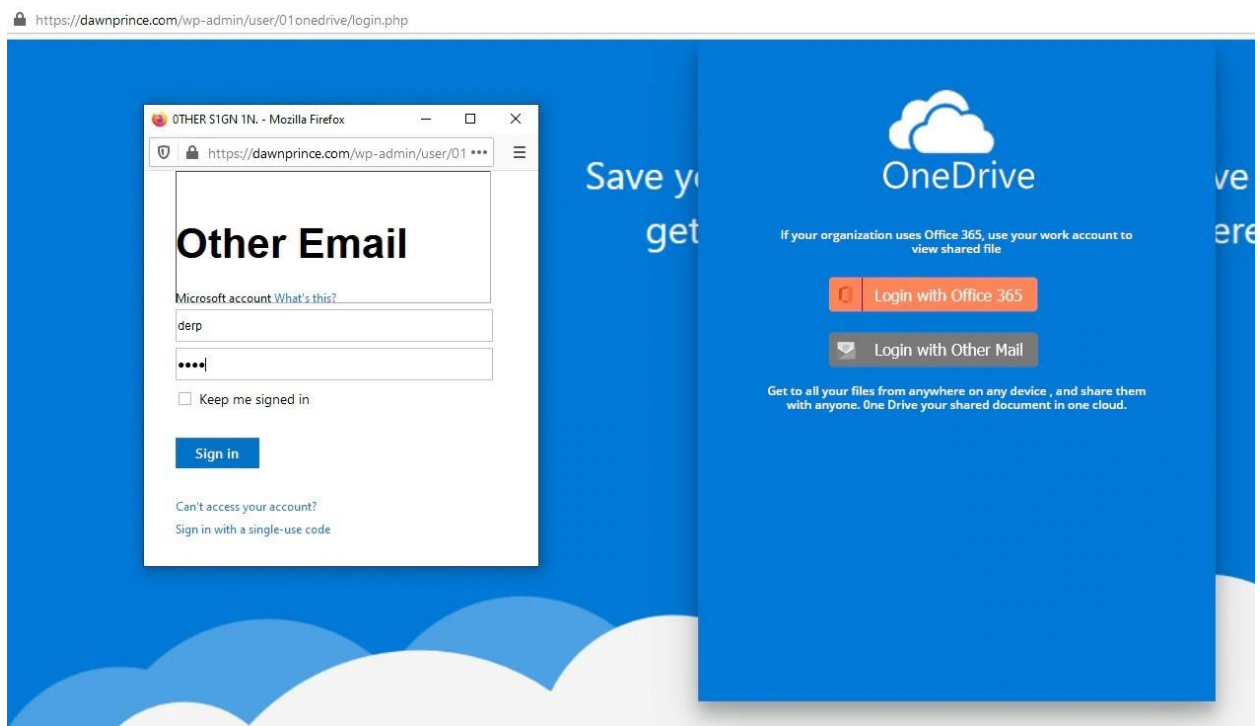 https://dawnprince.com/wp-admin/user/01onedrive/login.php
0THER S1GN 1N. - Mozilla Firefox
https://dawnprince.com/wp-admin/user/01
Other Email
Microsoft account What's this?
derp
••••
Keep me signed in
Sign in
Can't access your account?
Sign in with a single-use code
Save
get
OneDrive
If your organization uses Office 365, use your work account to
view shared file
Login with Office 365
Login with Other Mail
Get to all your files from anywhere on any device , and share them
with anyone. 0ne Drive your shared document in one cloud.